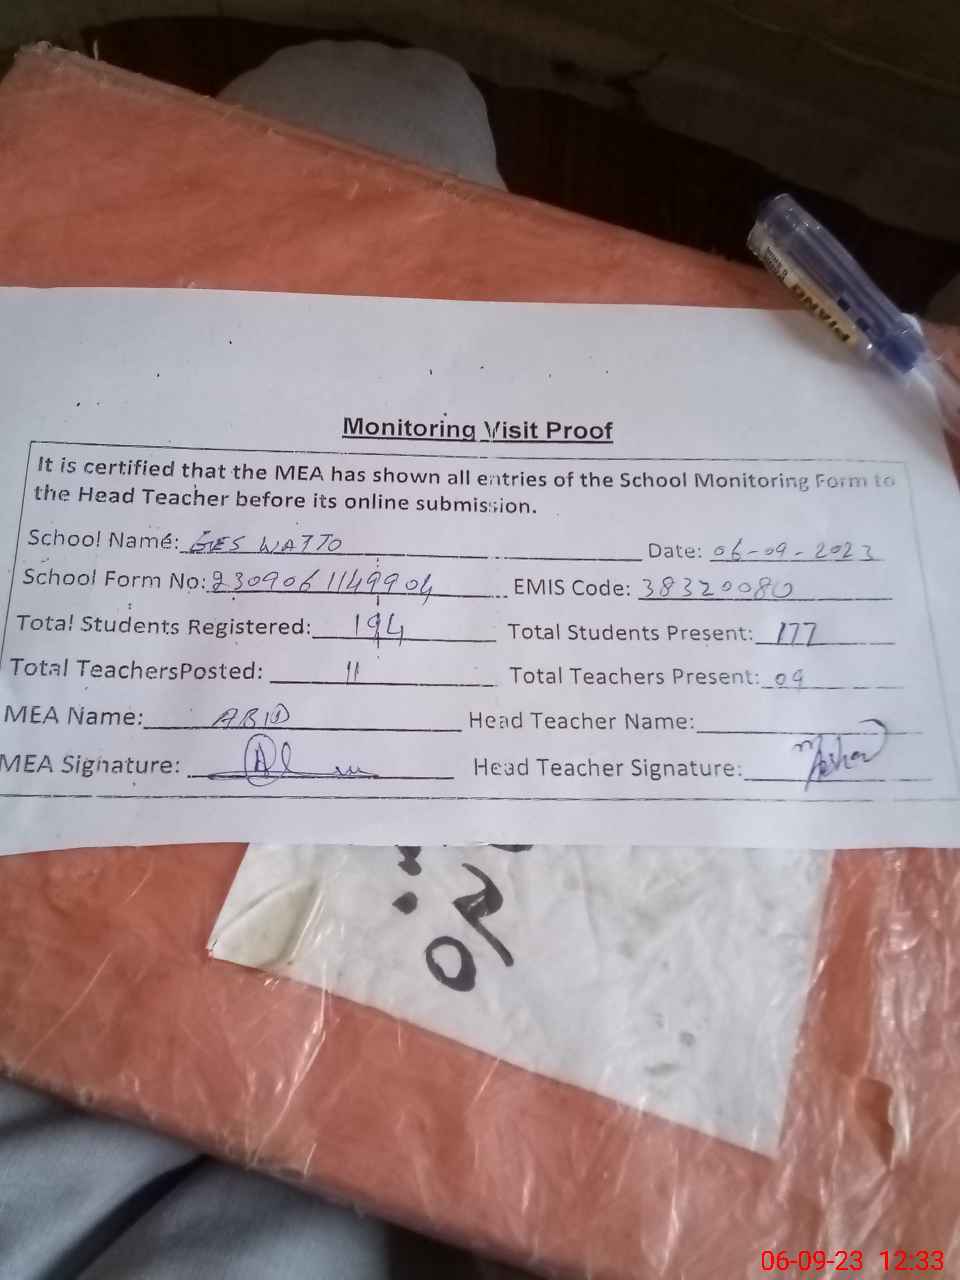 PIANO
Monitoring Visit Proof
It is certified that the MEA has shown all entries of the School Monitoring Form to
the Head Teacher before its online submission.
School Name: GES WATTO Date: 06-09-2023
School Form No: 2309061149904 EMIS Code: 38320080
Total Students Registered: 194 Total Students Present: 177
Total TeachersPosted: 11 Total Teachers Present: 09
MEA Name: ABID Head Teacher Name:
MEA Signature: Head Teacher Signature:
06-09-23 12:33